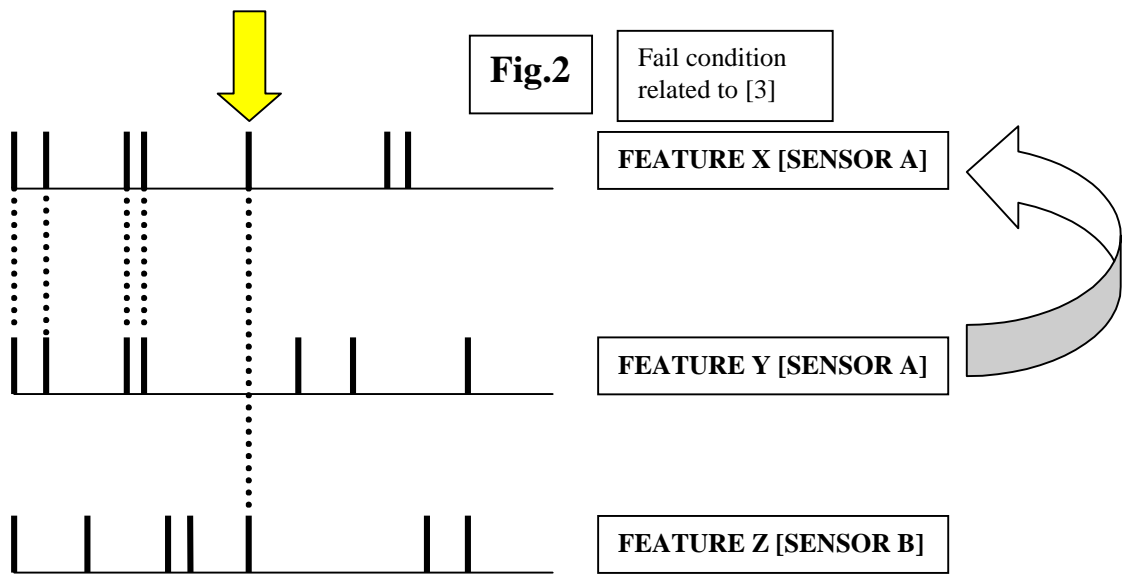 Fig.2
Fail condition
related to [3]
FEATURE X [SENSOR A]
FEATURE Y [SENSOR A]
FEATURE Z [SENSOR B]